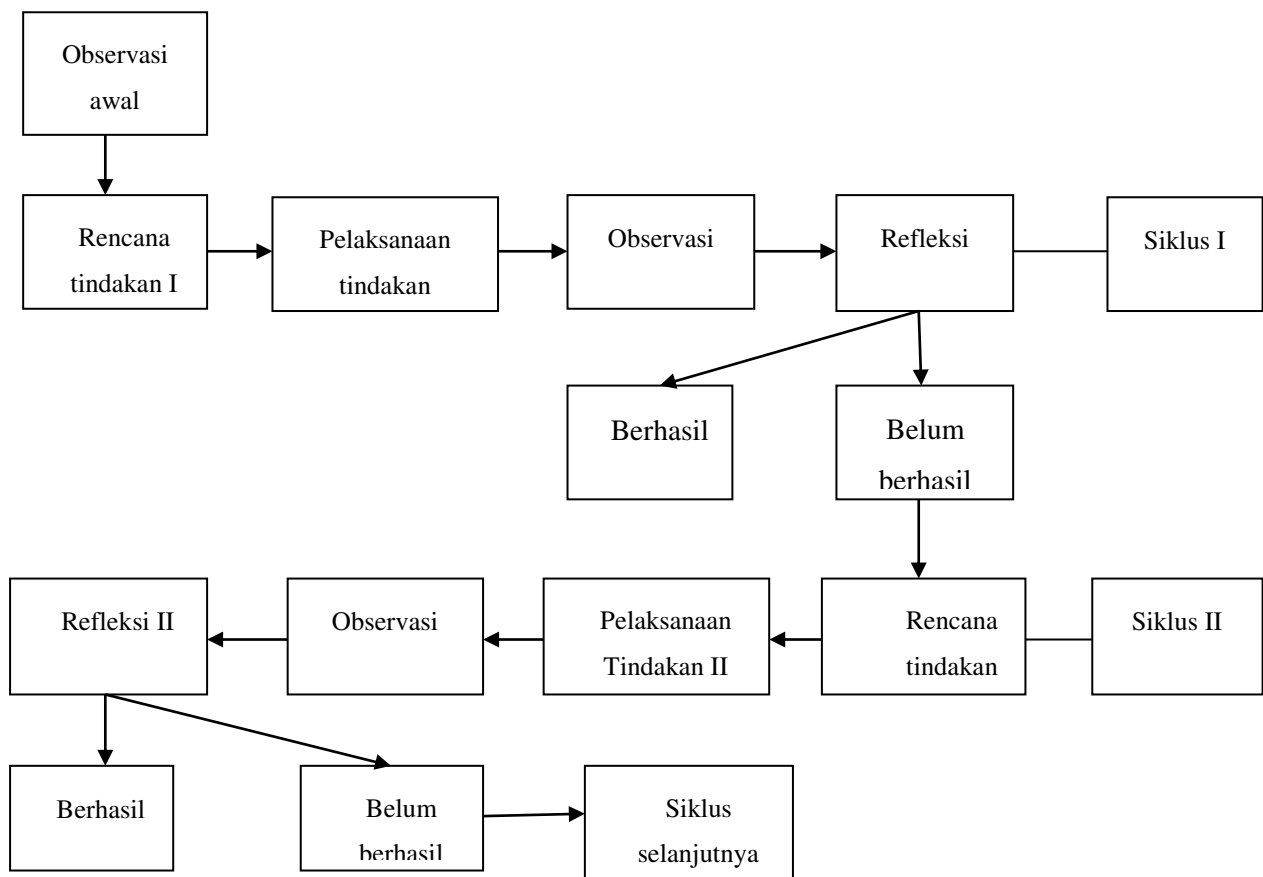 Observasi
awal
Rencana
tindakan I
Pelaksanaan
tindakan
Observasi
Refleksi
Siklus I
Berhasil
Belum
berhasil
Refleksi II
Observasi
Pelaksanaan
Tindakan II
Rencana
tindakan
Siklus II
Berhasil
Belum
berhasil
Siklus
selanjutnya